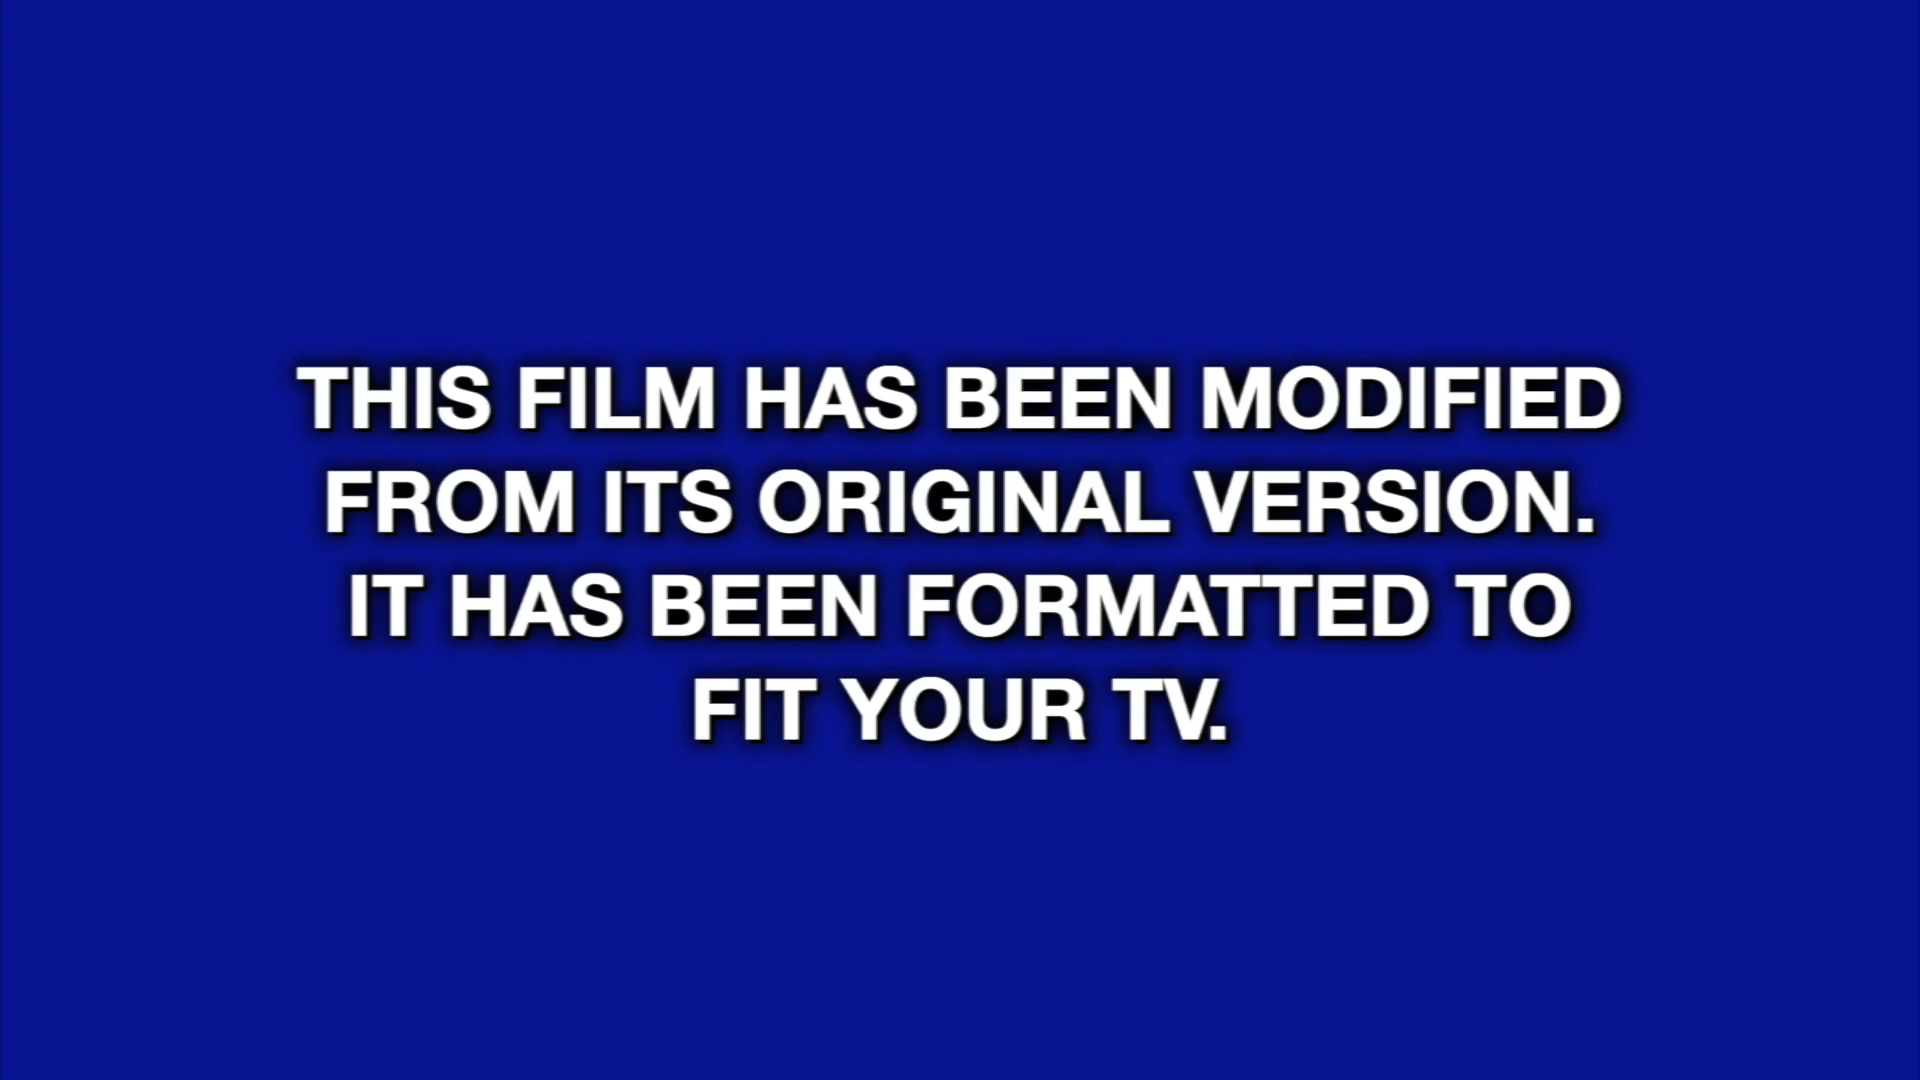 THIS FILM HAS BEEN MODIFIED
FROM ITS ORIGINAL VERSION.
IT HAS BEEN FORMATTED TO
FIT YOUR TV.